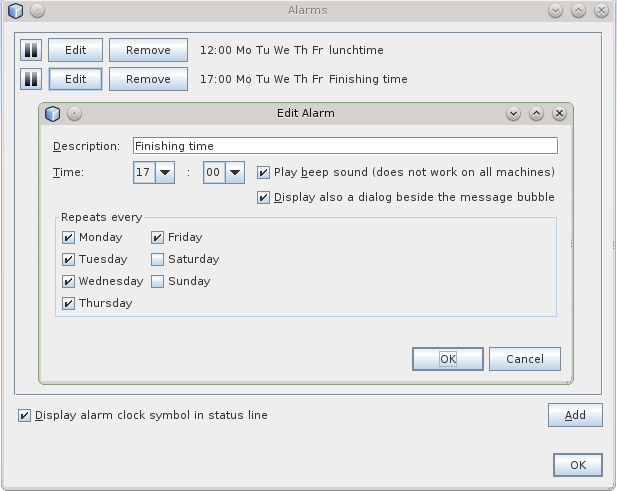 Alarms
Edit Remove 12:00 Mo Tu We Th Fr lunchtime
Edit Remove 17:00 Mo Tu We Th Fr Finishing time
Edit Alarm
Description: Finishing time
Time: 17 : 00 Play beep sound (does not work on all machines)
Display also a dialog beside the message bubble
Repeats every
Monday Friday
Tuesday Saturday
Wednesday Sunday
Thursday
OK Cancel
Display alarm clock symbol in status line Add
OK